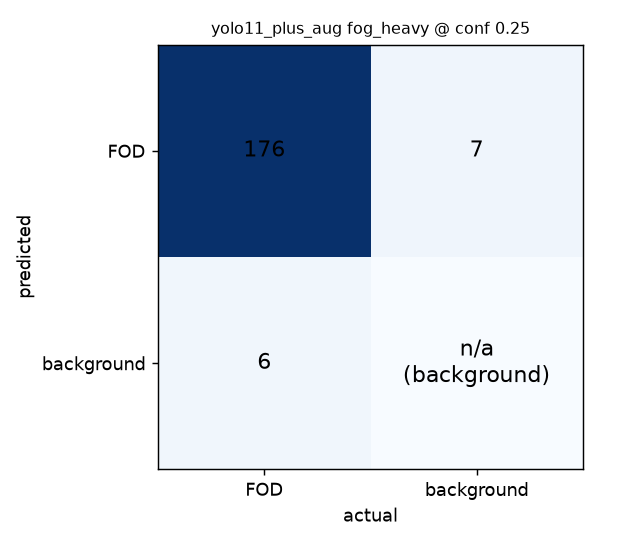 yolo11_plus_aug fog_heavy @ conf 0.25
FOD
176
7
predicted
background
6
n/a
(background)
FOD
background
actual